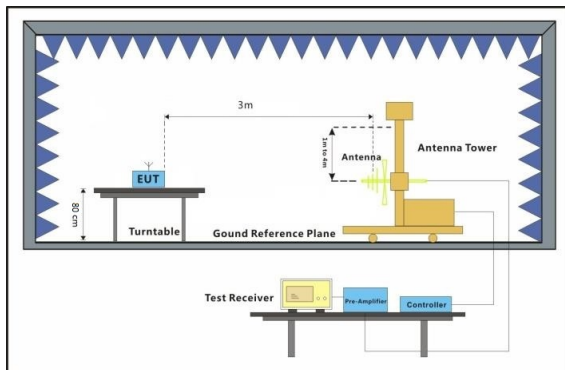 3m
1m to 4m
Antenna
Antenna Tower
EUT
80 cm
Turntable
Gound Reference Plane
Test Receiver
Pre-Amplifier
Controller